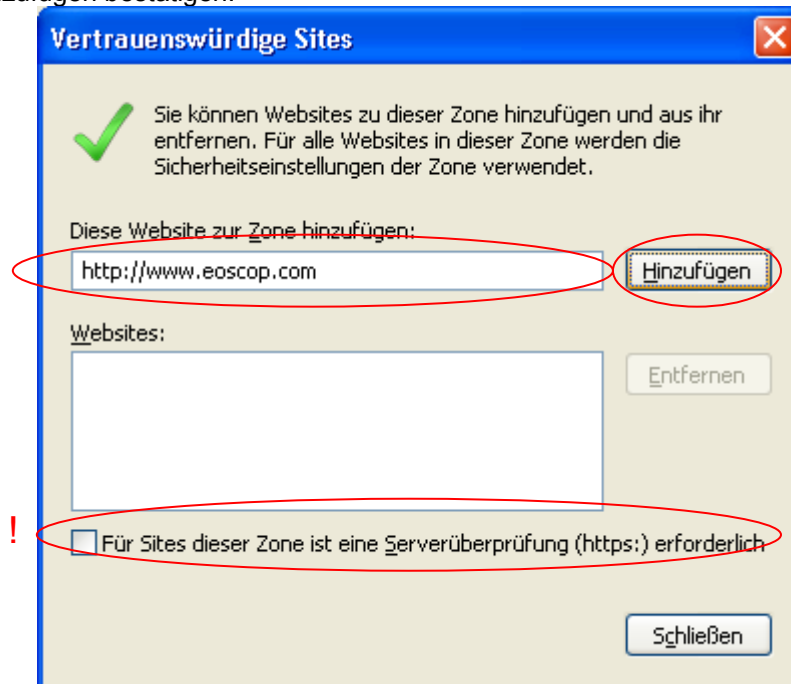 Vertrauenswürdige Sites
Sie können Websites zu dieser Zone hinzufügen und aus ihr
entfernen. Für alle Websites in dieser Zone werden die
Sicherheitseinstellungen der Zone verwendet.
Diese Website zur Zone hinzufügen:
http://www.eoscop.com
Hinzufügen
Websites:
Entfernen
! Für Sites dieser Zone ist eine Serverüberprüfung (https:) erforderlich
Schließen